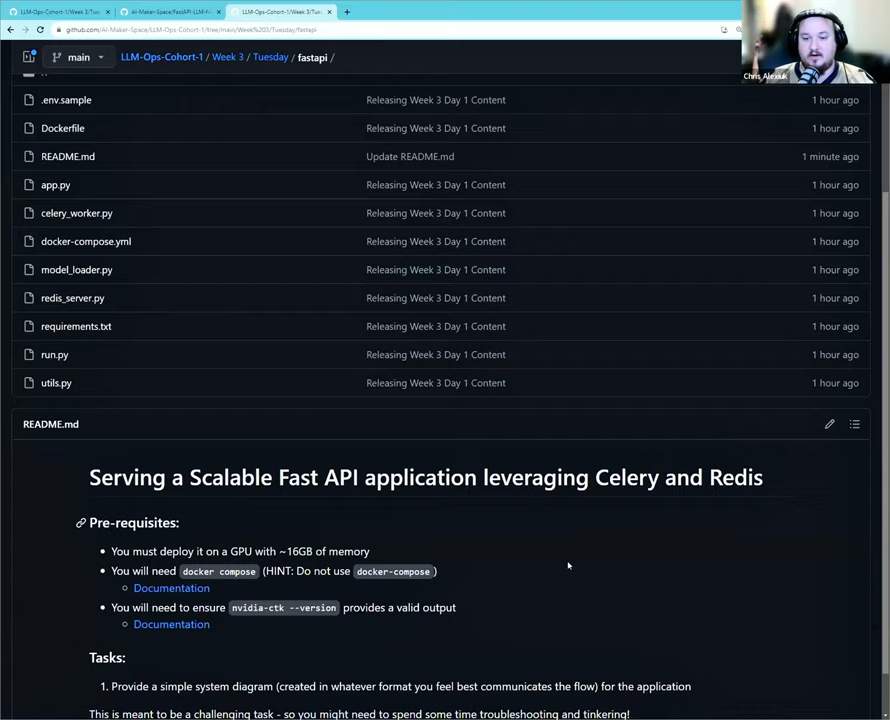 LLM-Ops-Cohort-1/Week 3/Tues
AI-Maker-Space/FastAPI-LLM-A
LLM-Ops-Cohort-1/Week 3/Tues
github.com/AI-Maker-Space/LLM-Ops-Cohort-1/tree/main/Week%203/Tuesday/fastapi
Chris Alexiuk
main
LLM-Ops-Cohort-1 / Week 3 / Tuesday / fastapi /
.env.sample Releasing Week 3 Day 1 Content 1 hour ago
Dockerfile Releasing Week 3 Day 1 Content 1 hour ago
README.md Update README.md 1 minute ago
app.py Releasing Week 3 Day 1 Content 1 hour ago
celery_worker.py Releasing Week 3 Day 1 Content 1 hour ago
docker-compose.yml Releasing Week 3 Day 1 Content 1 hour ago
model_loader.py Releasing Week 3 Day 1 Content 1 hour ago
redis_server.py Releasing Week 3 Day 1 Content 1 hour ago
requirements.txt Releasing Week 3 Day 1 Content 1 hour ago
run.py Releasing Week 3 Day 1 Content 1 hour ago
utils.py Releasing Week 3 Day 1 Content 1 hour ago
README.md
Serving a Scalable Fast API application leveraging Celery and Redis
Pre-requisites:
• You must deploy it on a GPU with ~16GB of memory
• You will need docker compose (HINT: Do not use docker-compose)
Documentation
• You will need to ensure nvidia-ctk --version provides a valid output
Documentation
Tasks:
1. Provide a simple system diagram (created in whatever format you feel best communicates the flow) for the application
This is meant to be a challenging task - so you might need to spend some time troubleshooting and tinkering!